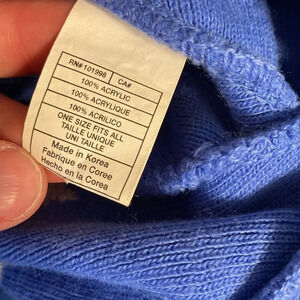 RN#101998 CA#
100% ACRYLIC
100% ACRYLIQUE
100% ACRILICO
ONE SIZE FITS ALL
TAILLE UNIQUE
UNI TAILLE
Made in Korea
Fabrique en Coree
Hecho en la Corea